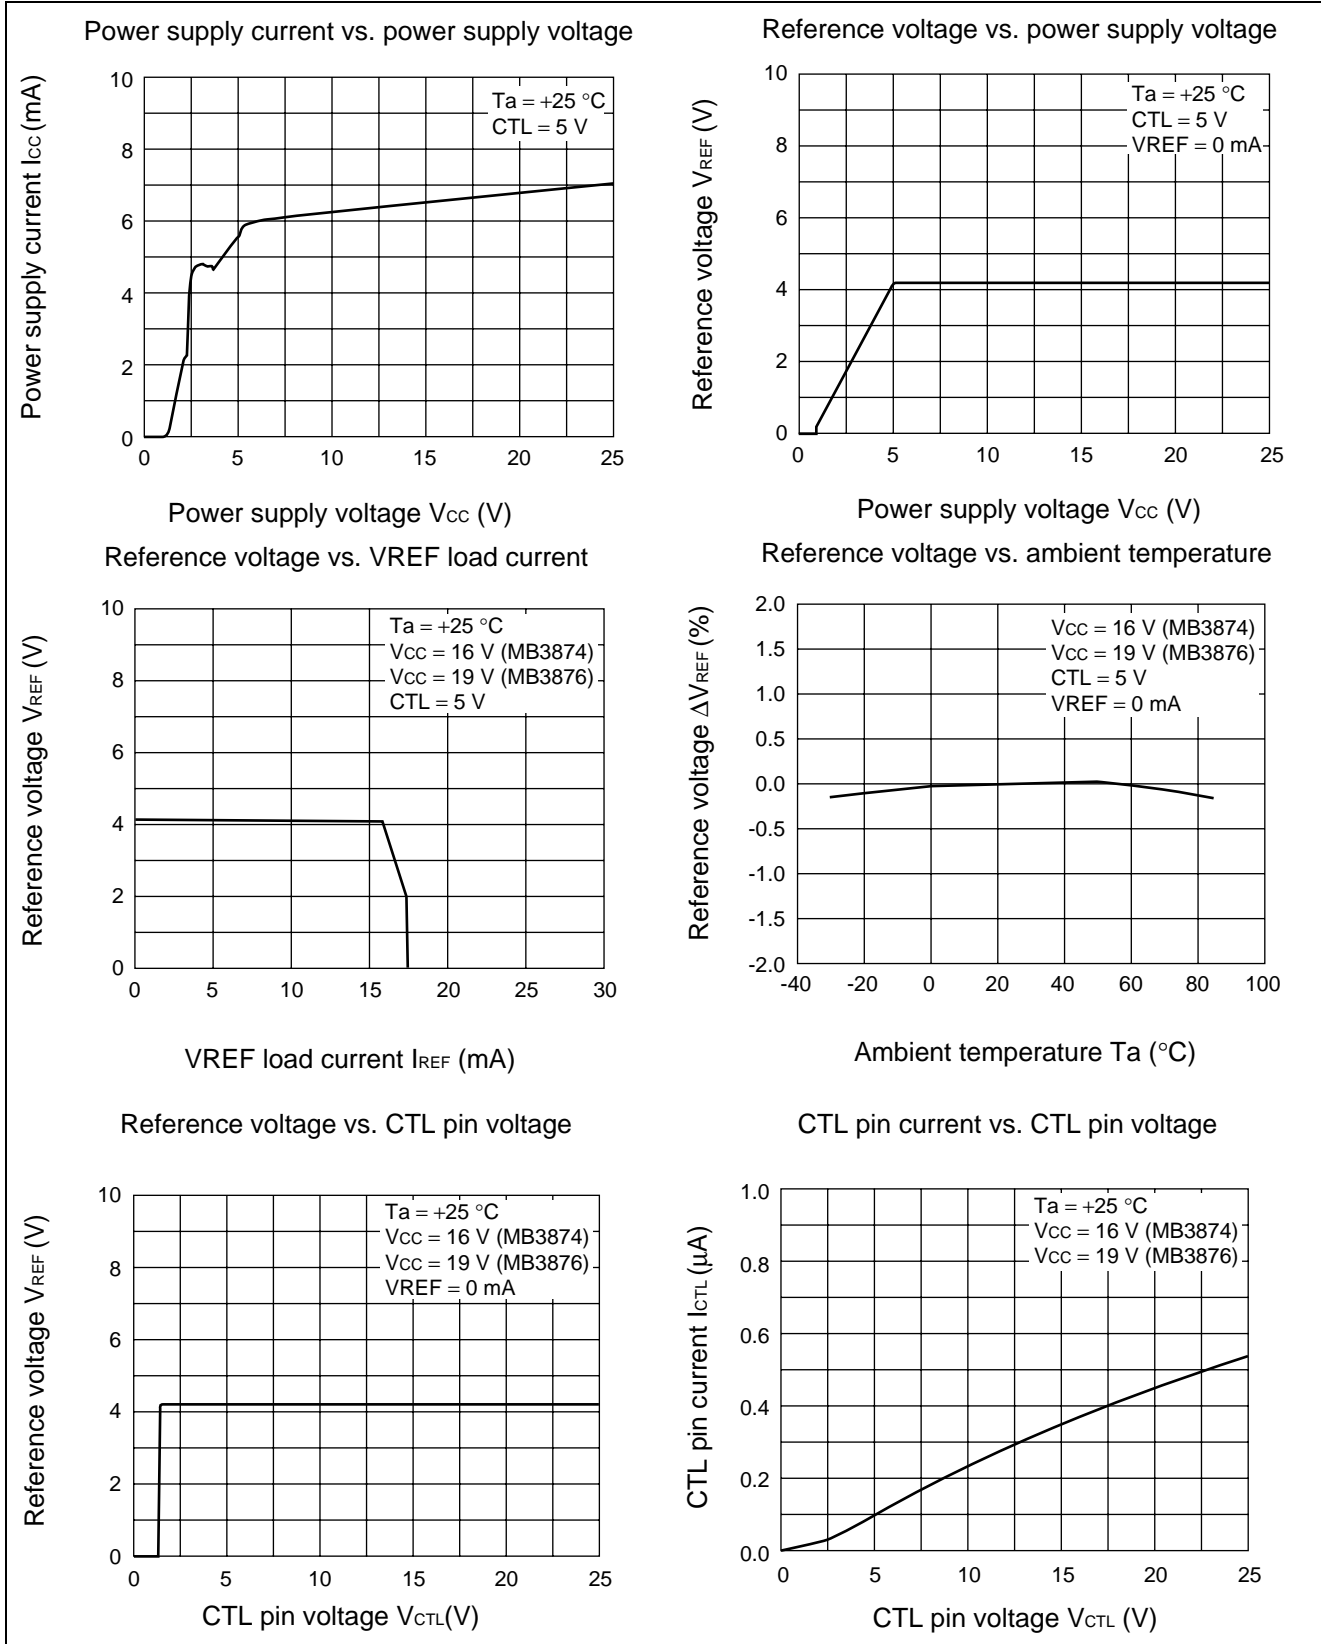 Power supply current vs. power supply voltage
Power supply current ICC (mA)
10
8
6
4
2
0
Ta = +25 °C
CTL = 5 V
0 5 10 15 20 25
Power supply voltage VCC (V)
Reference voltage vs. power supply voltage
Reference voltage VREF (V)
10
8
6
4
2
0
Ta = +25 °C
CTL = 5 V
VREF = 0 mA
0 5 10 15 20 25
Power supply voltage VCC (V)
Reference voltage vs. VREF load current
Reference voltage VREF (V)
10
8
6
4
2
0
Ta = +25 °C
VCC = 16 V (MB3874)
VCC = 19 V (MB3876)
CTL = 5 V
0 5 10 15 20 25 30
VREF load current IREF (mA)
Reference voltage vs. ambient temperature
Reference voltage ΔVREF (%)
2.0
1.5
1.0
0.5
0.0
-0.5
-1.0
-1.5
-2.0
VCC = 16 V (MB3874)
VCC = 19 V (MB3876)
CTL = 5 V
VREF = 0 mA
-40 -20 0 20 40 60 80 100
Ambient temperature Ta (°C)
Reference voltage vs. CTL pin voltage
Reference voltage VREF (V)
10
8
6
4
2
0
Ta = +25 °C
VCC = 16 V (MB3874)
VCC = 19 V (MB3876)
VREF = 0 mA
0 5 10 15 20 25
CTL pin voltage VCTL(V)
CTL pin current vs. CTL pin voltage
CTL pin current ICTL (µA)
1.0
0.8
0.6
0.4
0.2
0.0
Ta = +25 °C
VCC = 16 V (MB3874)
VCC = 19 V (MB3876)
0 5 10 15 20 25
CTL pin voltage VCTL (V)